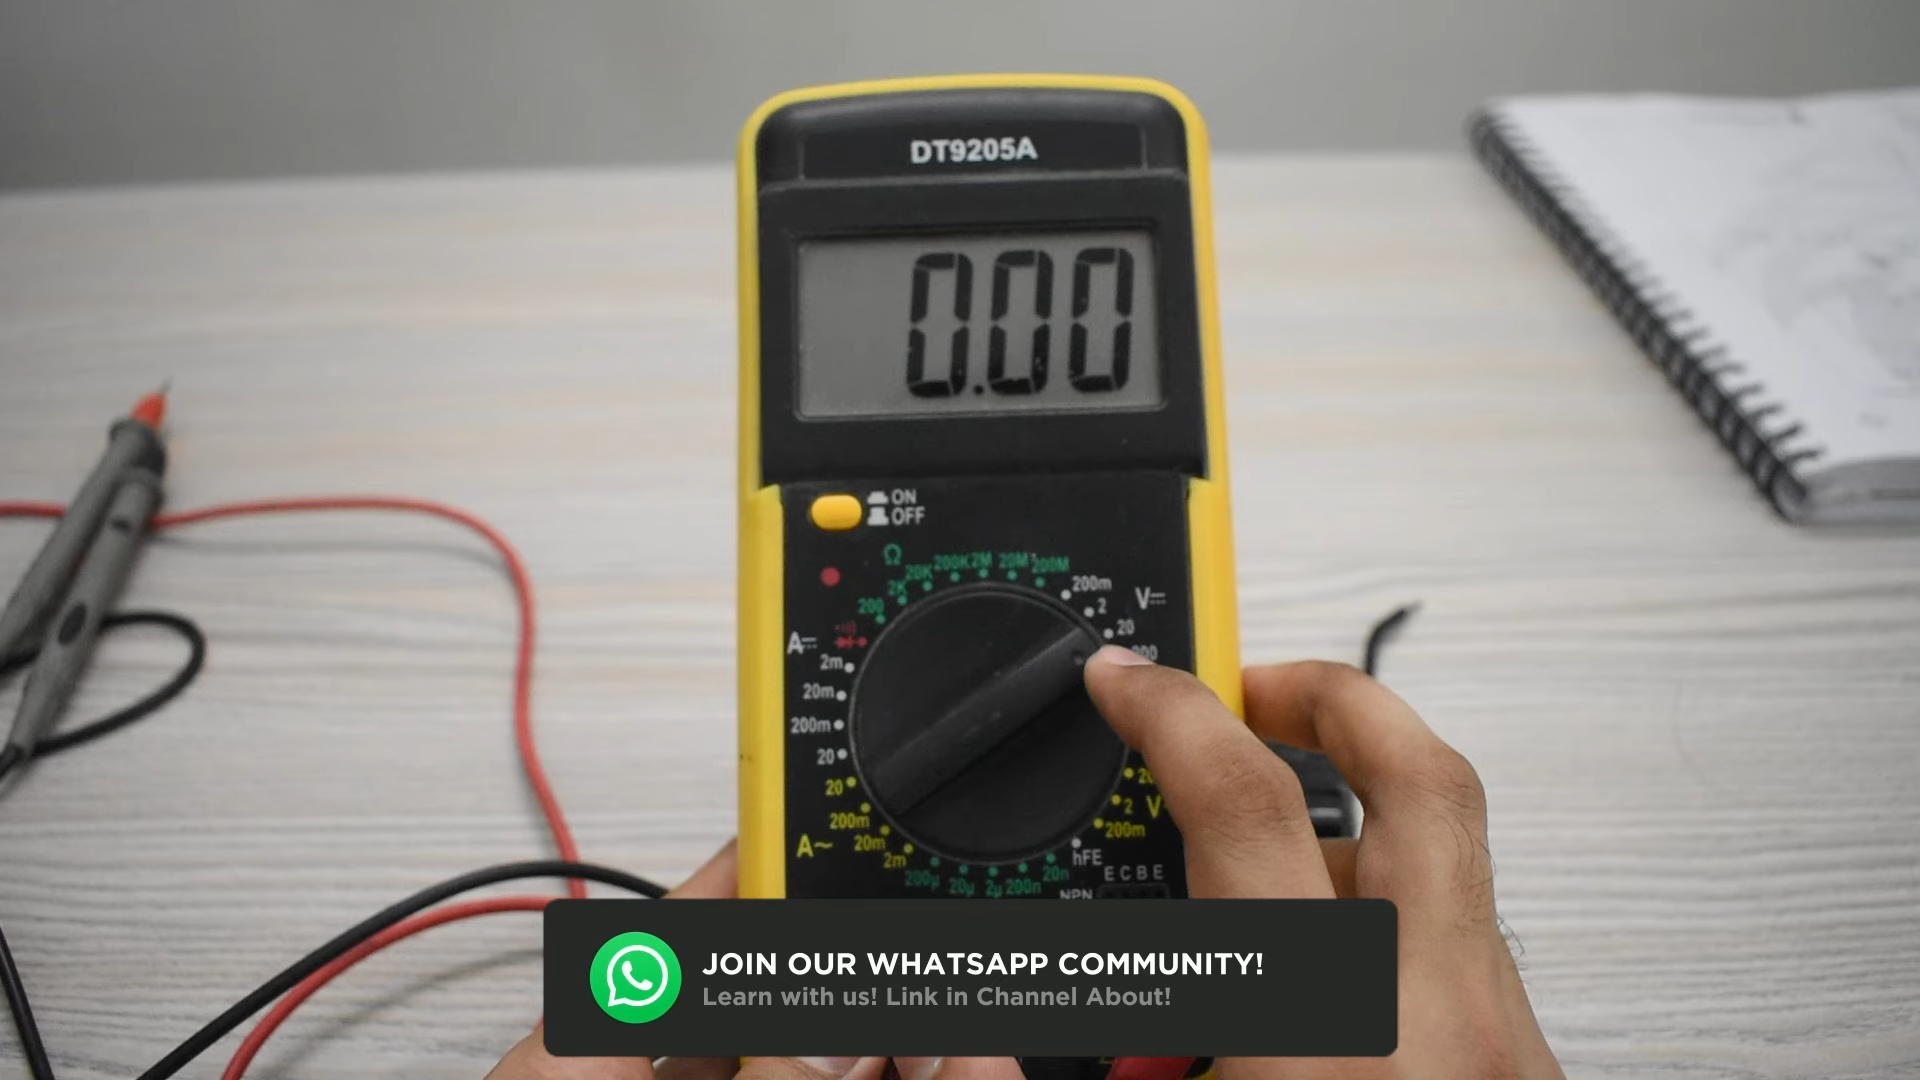 DT9205A
0.00
ON
OFF
Ω
200
2K
20K
200K
2M
20M
200M
200m
2
20
V
A
2m
20m
200m
20
20
200m
20m
2m
A~
200µ
20µ
2µ
200n
20n
hFE
2
V
200m
E C B E
NPN
JOIN OUR WHATSAPP COMMUNITY!
Learn with us! Link in Channel About!